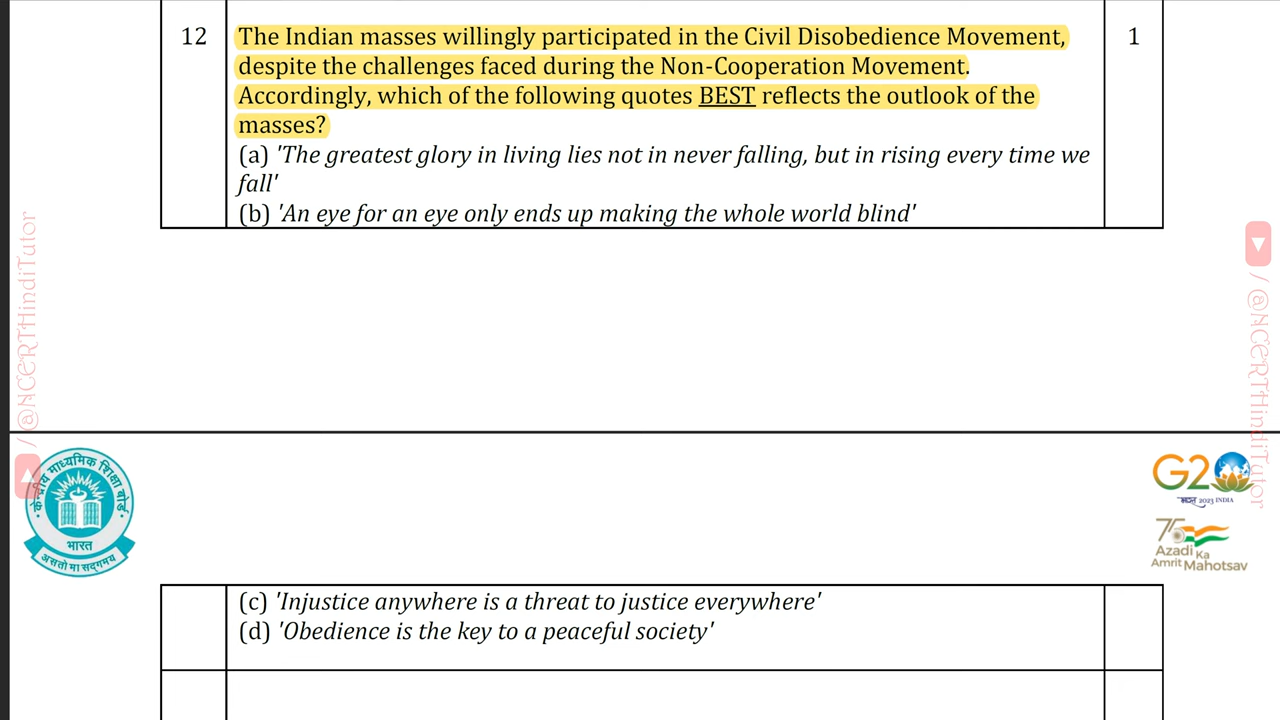 12 The Indian masses willingly participated in the Civil Disobedience Movement, 1
despite the challenges faced during the Non-Cooperation Movement.
Accordingly, which of the following quotes BEST reflects the outlook of the
masses?
(a) 'The greatest glory in living lies not in never falling, but in rising every time we
fall'
(b) 'An eye for an eye only ends up making the whole world blind'
/ @NCERTHindiTutor
/ @NCERTHindiTutor
केन्द्रीय माध्यमिक शिक्षा बोर्ड
भारत
असतो मा सद्गमय
G20
भारत 2023 INDIA
75
Azadi Ka
Amrit Mahotsav
(c) 'Injustice anywhere is a threat to justice everywhere'
(d) 'Obedience is the key to a peaceful society'